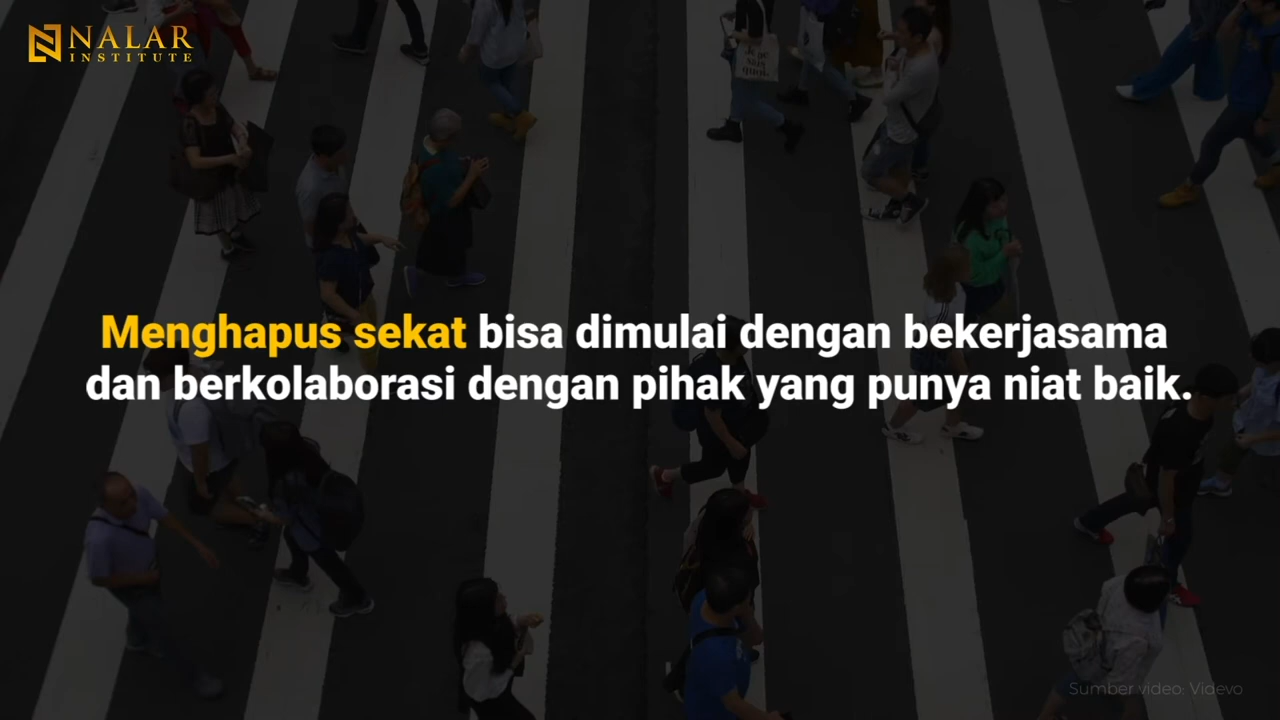 NALAR
INSTITUTE
Menghapus sekat bisa dimulai dengan bekerjasama
dan berkolaborasi dengan pihak yang punya niat baik.
Sumber video: Videvo